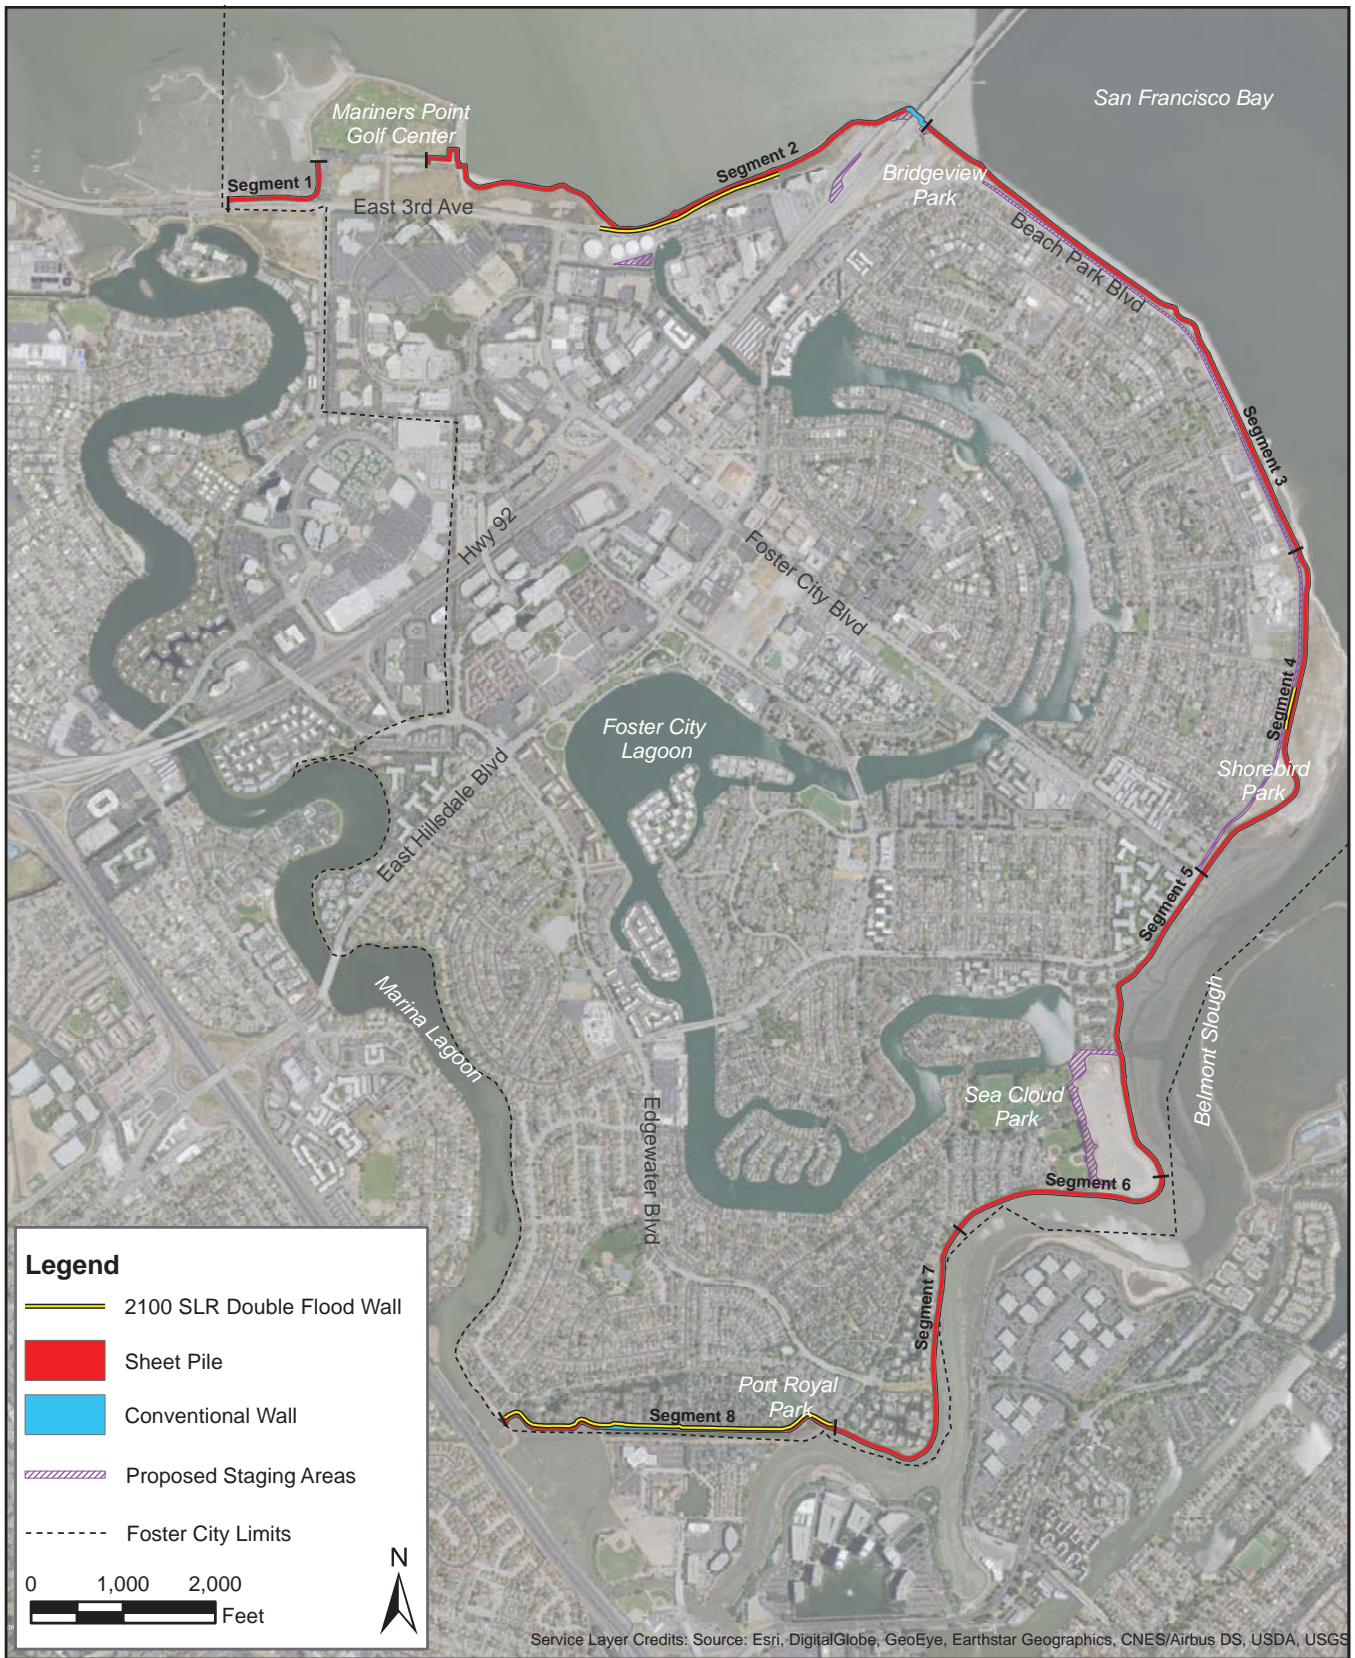 San Francisco Bay
Mariners Point
Golf Center
Segment 1
Segment 2
East 3rd Ave
Bridgeview
Park
Beach Park Blvd
Segment 3
Hwy 92
Foster City Blvd
Segment 4
Foster City
Lagoon
East Hillsdale Blvd
Shorebird
Park
Segment 5
Marina Lagoon
Belmont Slough
Sea Cloud
Park
Edgewater Blvd
Segment 6
Segment 7
Port Royal
Park
Segment 8
Legend
2100 SLR Double Flood Wall
Sheet Pile
Conventional Wall
Proposed Staging Areas
Foster City Limits
N
0 1,000 2,000
Feet
Service Layer Credits: Source: Esri, DigitalGlobe, GeoEye, Earthstar Geographics, CNES/Airbus DS, USDA, USGS